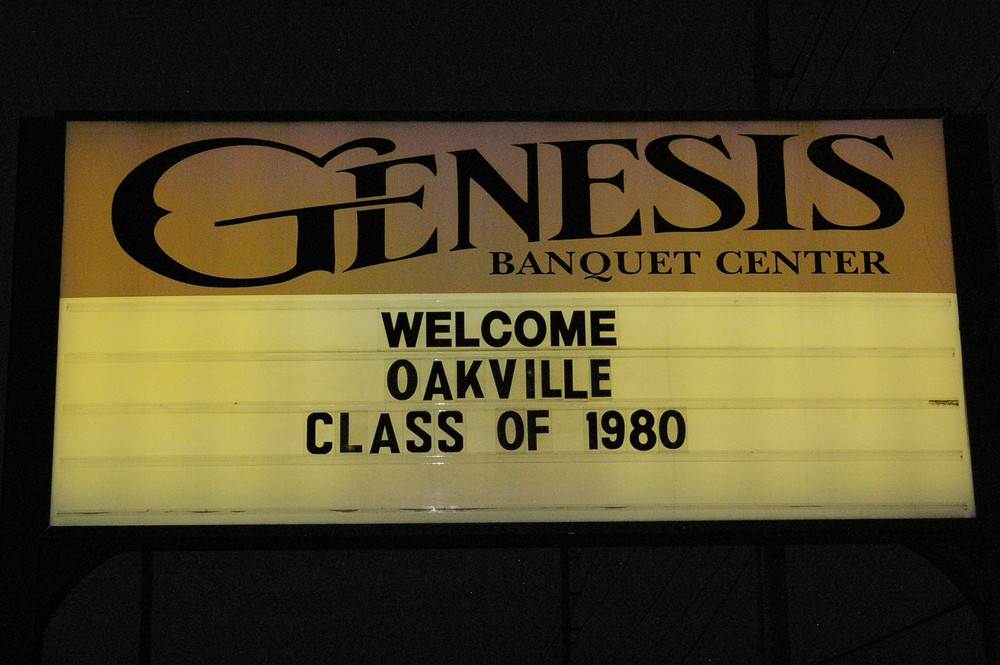 GENESIS
BANQUET CENTER
WELCOME
OAKVILLE
CLASS OF 1980